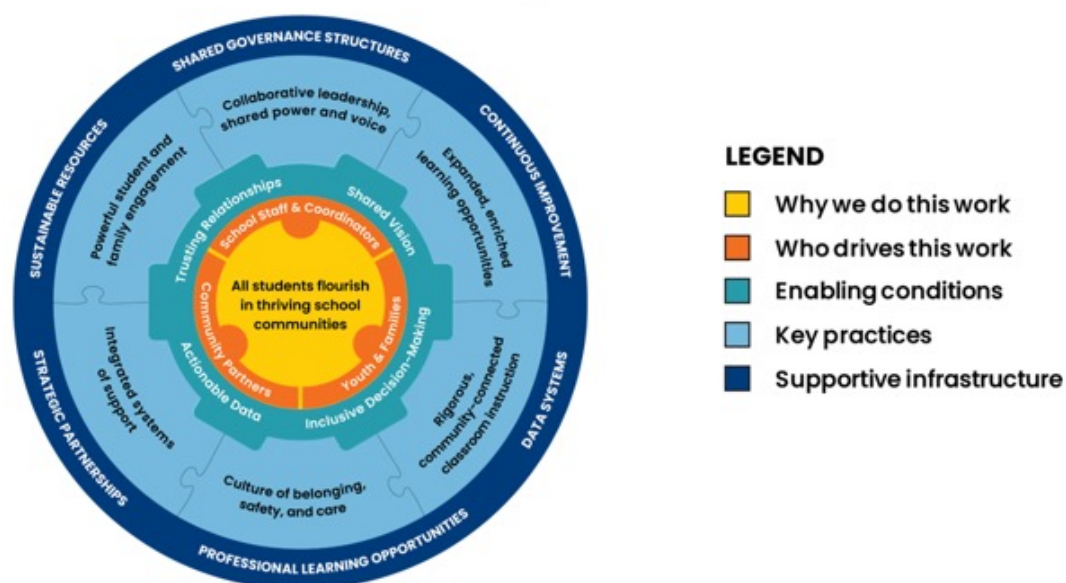 SHARED GOVERNANCE STRUCTURES
CONTINUOUS IMPROVEMENT
DATA SYSTEMS
PROFESSIONAL LEARNING OPPORTUNITIES
STRATEGIC PARTNERSHIPS
SUSTAINABLE RESOURCES
Collaborative leadership,
shared power and voice
Expanded, enriched
learning opportunities
Rigorous,
community-connected
classroom instruction
Culture of belonging,
safety, and care
Integrated systems
of support
Powerful student and
family engagement
Trusting Relationships
Shared Vision
Inclusive Decision-Making
Actionable Data
School Staff & Coordinators
Youth & Families
Community Partners
All students flourish
in thriving school
communities
LEGEND
Why we do this work
Who drives this work
Enabling conditions
Key practices
Supportive infrastructure